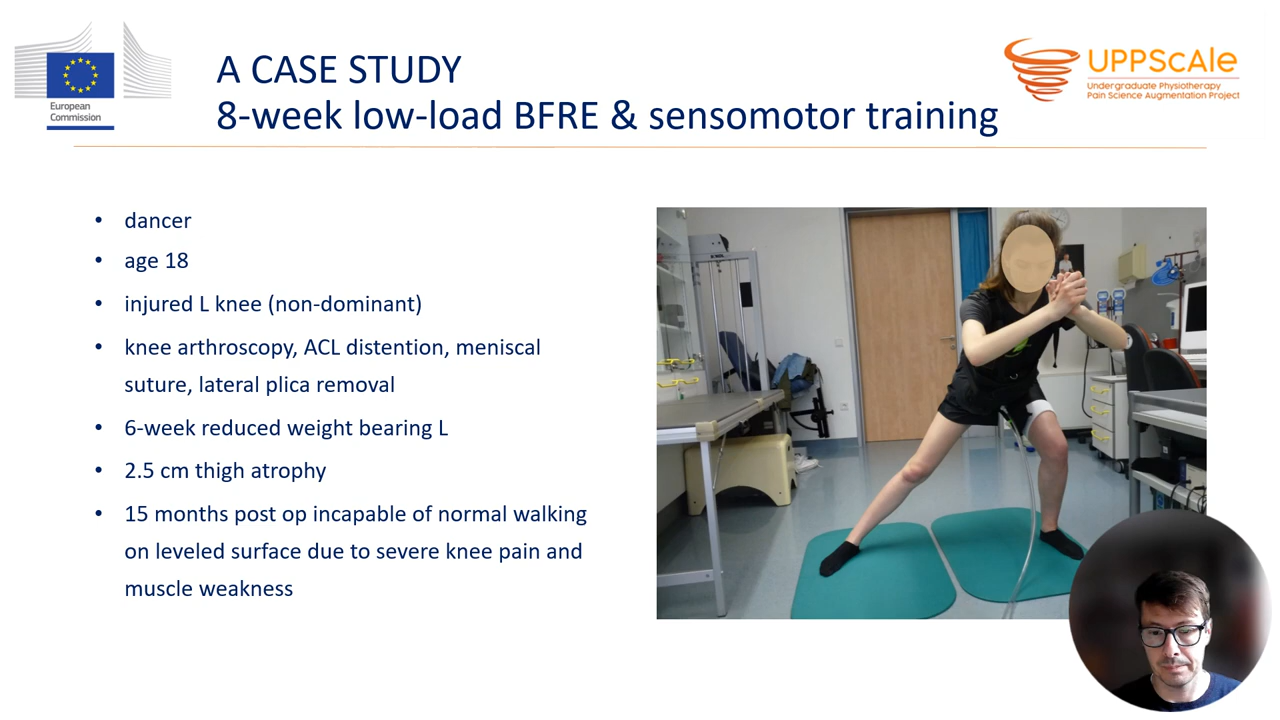 European
Commission
A CASE STUDY
8-week low-load BFRE & sensomotor training
UPPScale
Undergraduate Physiotherapy
Pain Science Augmentation Project
• dancer
• age 18
• injured L knee (non-dominant)
• knee arthroscopy, ACL distention, meniscal
suture, lateral plica removal
• 6-week reduced weight bearing L
• 2.5 cm thigh atrophy
• 15 months post op incapable of normal walking
on leveled surface due to severe knee pain and
muscle weakness